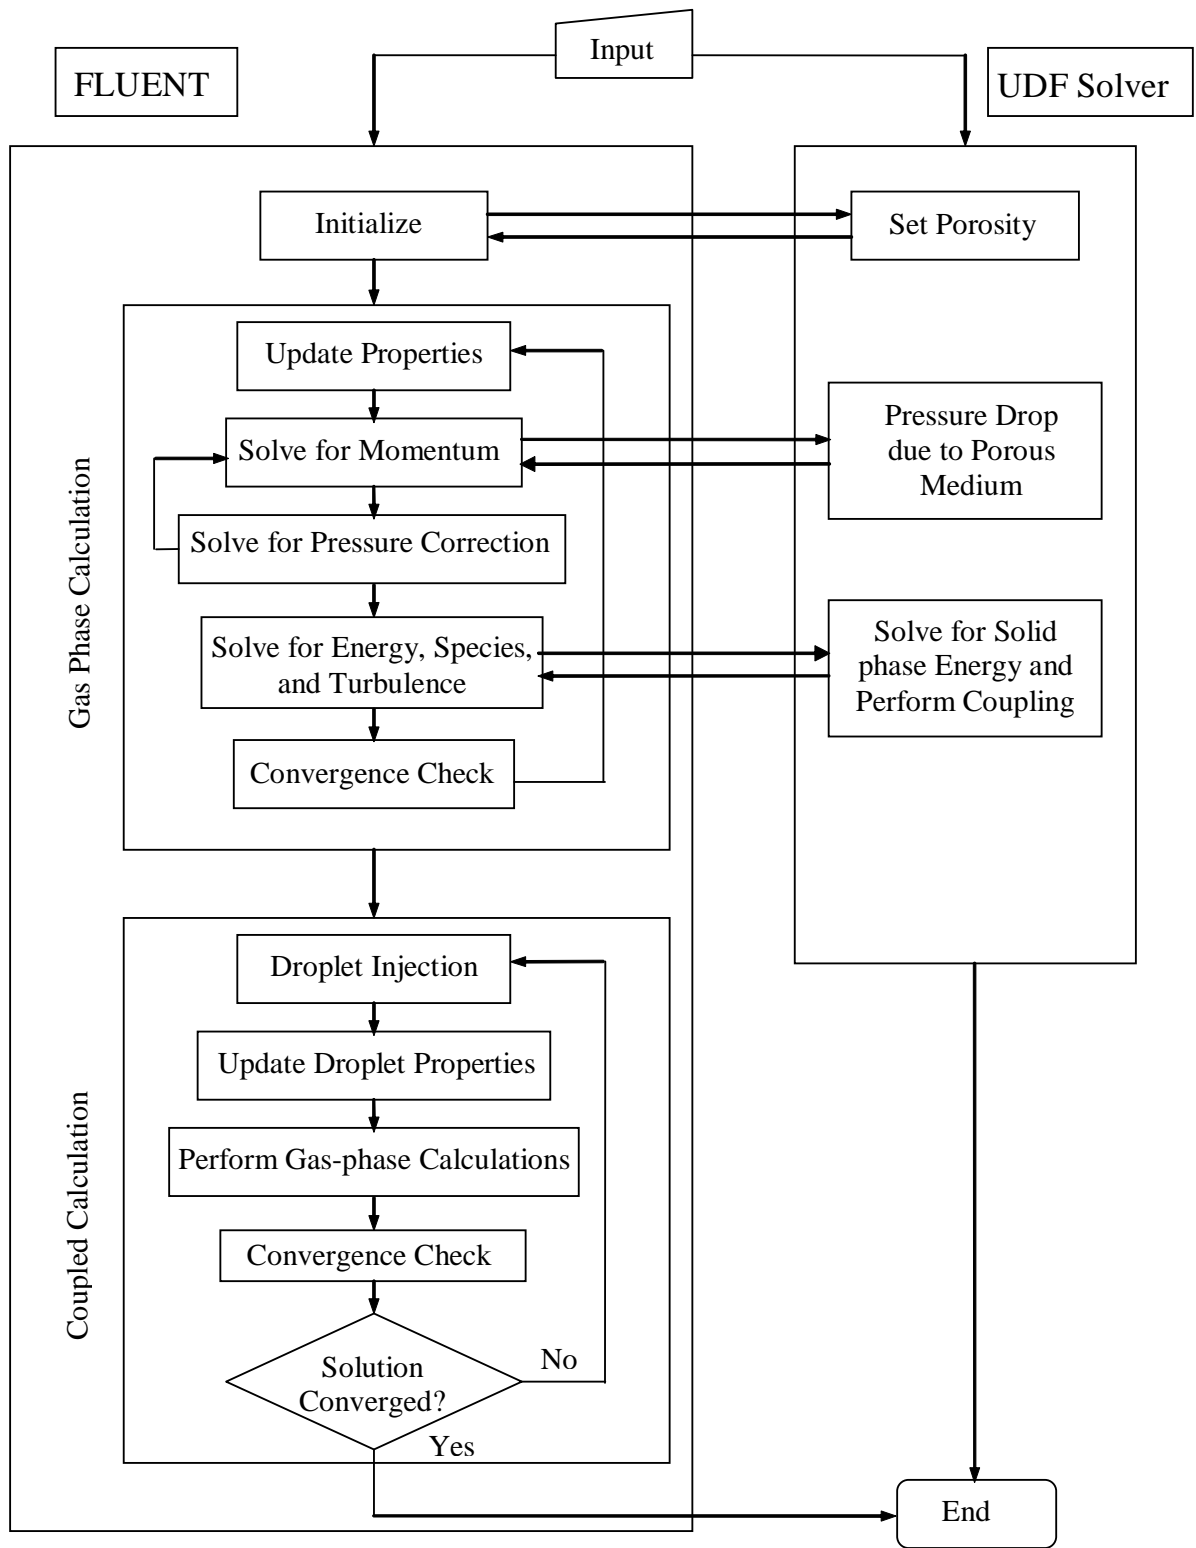 Input
FLUENT
UDF Solver
Initialize
Set Porosity
Gas Phase Calculation
Update Properties
Solve for Momentum
Pressure Drop
due to Porous
Medium
Solve for Pressure Correction
Solve for Energy, Species,
and Turbulence
Solve for Solid
phase Energy and
Perform Coupling
Convergence Check
Coupled Calculation
Droplet Injection
Update Droplet Properties
Perform Gas-phase Calculations
Convergence Check
Solution
Converged?
No
Yes
End